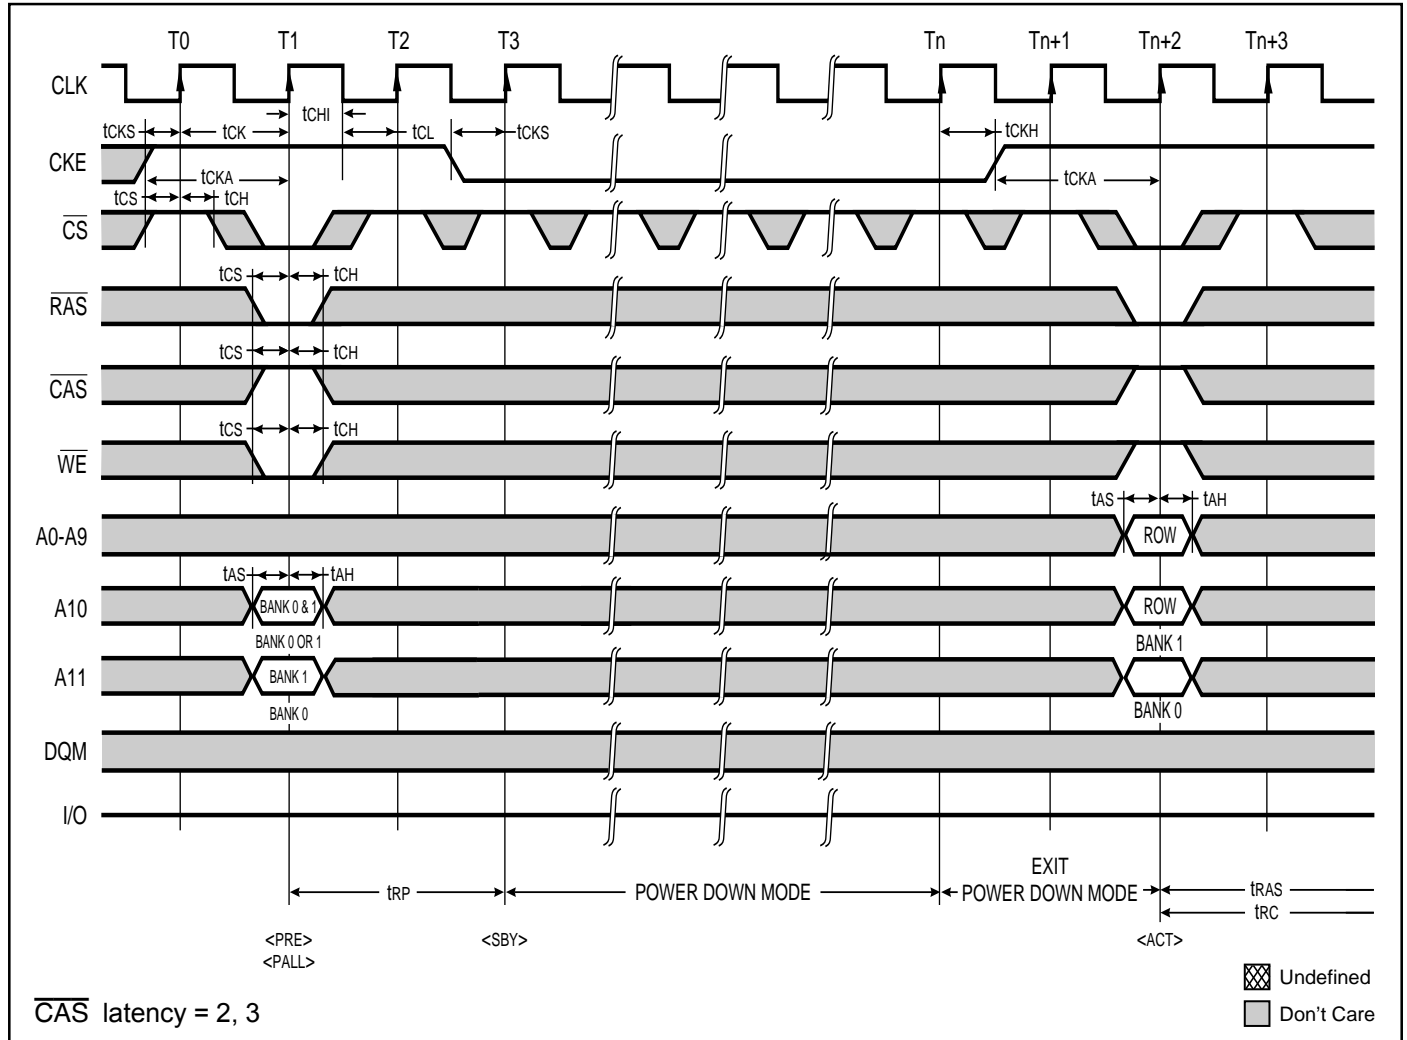 T0 T1 T2 T3 Tn Tn+1 Tn+2 Tn+3
CLK
tCHI
tCKS tCK tCL tCKS tCKH
CKE
tCKA tCKA
tCS tCH
CS
tCS tCH
RAS
tCS tCH
CAS
tCS tCH
WE
tAS tAH
A0-A9 ROW
tAS tAH
A10 BANK 0 & 1 ROW
BANK 0 OR 1 BANK 1
A11 BANK 1
BANK 0 BANK 0
DQM
I/O
EXIT
tRP POWER DOWN MODE POWER DOWN MODE tRAS
tRC
<PRE> <SBY> <ACT>
<PALL>
Undefined
CAS latency = 2, 3 Don't Care